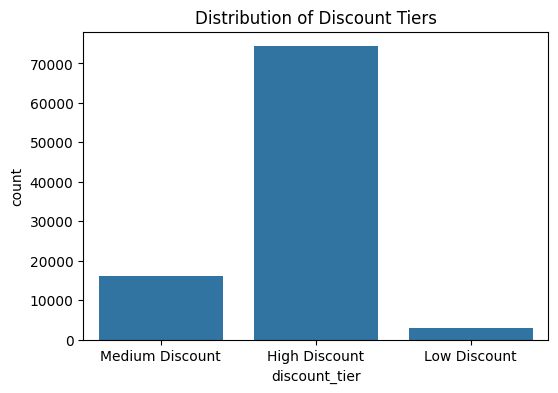 Distribution of Discount Tiers
count
70000
60000
50000
40000
30000
20000
10000
0
Medium Discount High Discount Low Discount
discount_tier